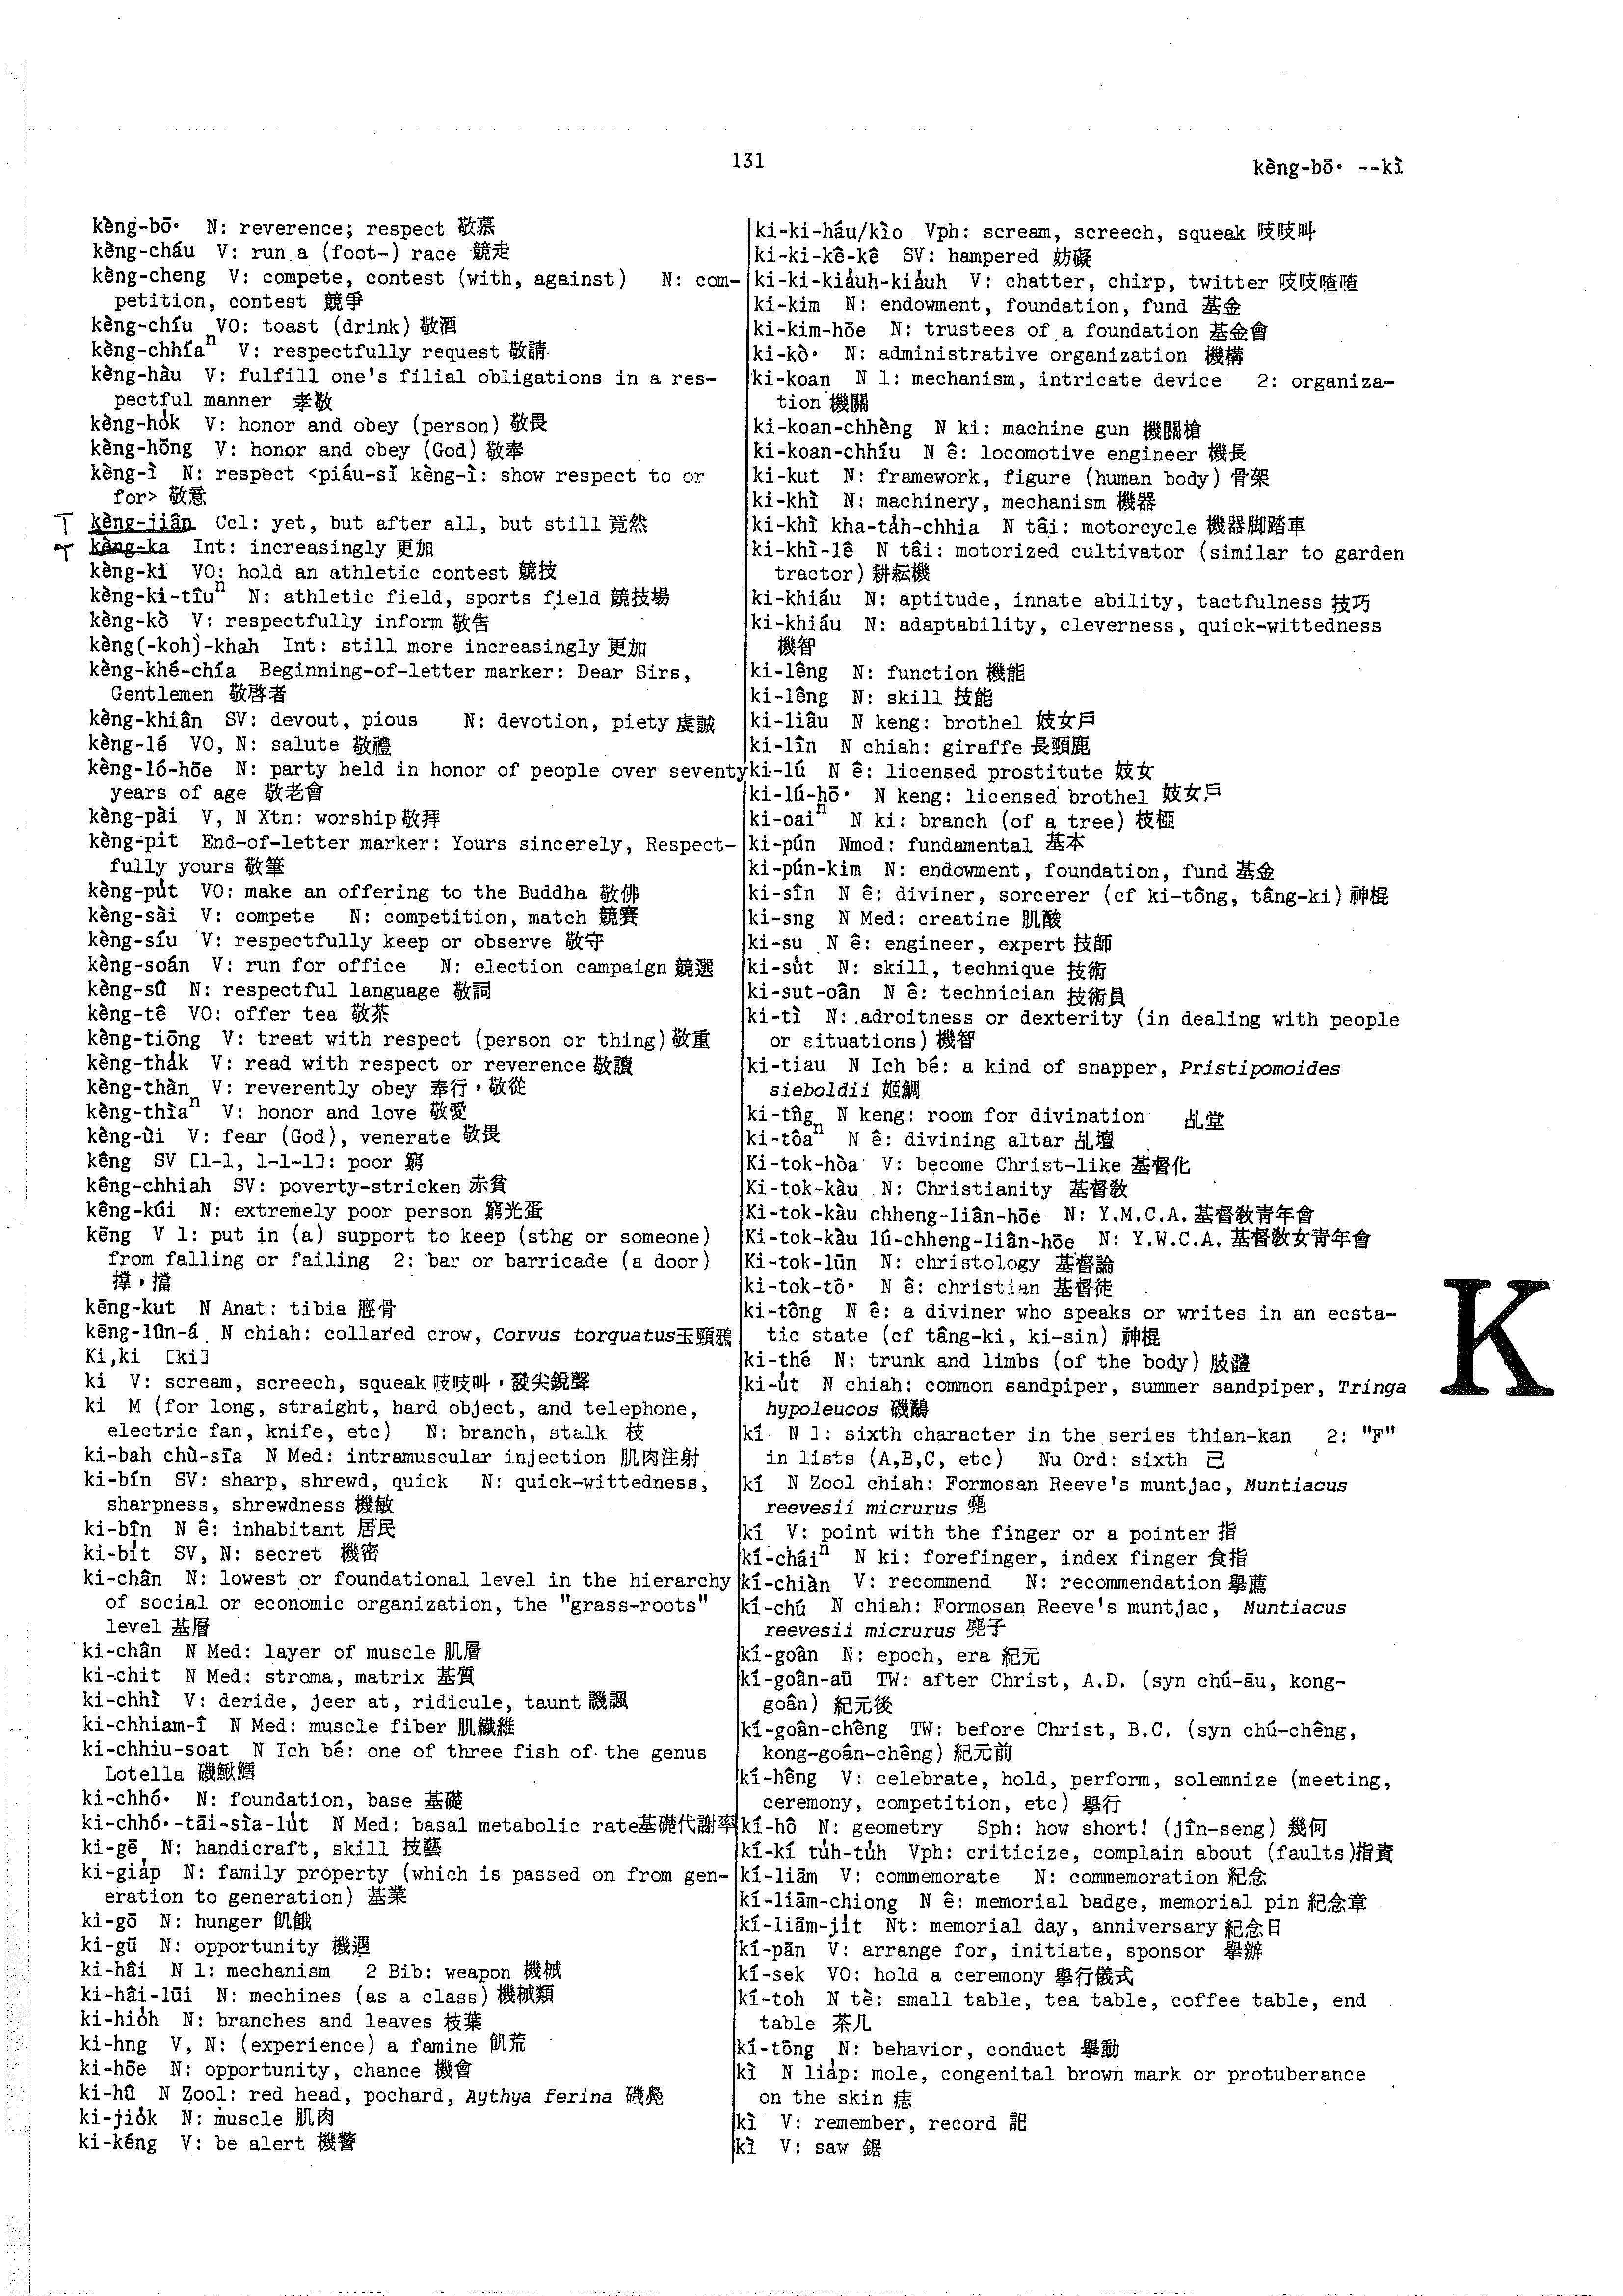 131
kèng-bō· --kì
kèng-bō· N: reverence; respect 敬慕
kèng-cháu V: run a (foot-) race 競走
kèng-cheng V: compete, contest (with, against) N: com-
petition, contest 競爭
kèng-chíu VO: toast (drink) 敬酒
kèng-chhíaⁿ V: respectfully request 敬請
kèng-hàu V: fulfill one's filial obligations in a res-
pectful manner 孝敬
kèng-ho̍k V: honor and obey (person) 敬畏
kèng-hōng V: honor and obey (God) 敬奉
kèng-ì N: respect <piáu-sī kèng-ì: show respect to or
for> 敬意
kèng-jiân Ccl: yet, but after all, but still 竟然
kèng-ka Int: increasingly 更加
kèng-ki VO: hold an athletic contest 競技
kèng-ki-tîuⁿ N: athletic field, sports field 競技場
kèng-kò V: respectfully inform 敬告
kèng(-koh)-khah Int: still more increasingly 更加
kèng-khé-chía Beginning-of-letter marker: Dear Sirs,
Gentlemen 敬啓者
kèng-khiân SV: devout, pious N: devotion, piety 虔誠
kèng-lé VO, N: salute 敬禮
kèng-ló-hōe N: party held in honor of people over seventy
years of age 敬老會
kèng-pài V, N Xtn: worship 敬拜
kèng-pit End-of-letter marker: Yours sincerely, Respect-
fully yours 敬筆
kèng-pu̍t VO: make an offering to the Buddha 敬佛
kèng-sài V: compete N: competition, match 競賽
kèng-síu V: respectfully keep or observe 敬守
kèng-soán V: run for office N: election campaign 競選
kèng-sû N: respectful language 敬詞
kèng-tê VO: offer tea 敬茶
kèng-tiōng V: treat with respect (person or thing) 敬重
kèng-tha̍k V: read with respect or reverence 敬讀
kèng-thàn V: reverently obey 奉行，敬從
kèng-thìaⁿ V: honor and love 敬愛
kèng-ùi V: fear (God), venerate 敬畏
kêng SV [1-1, 1-1-1]: poor 窮
kêng-chhiah SV: poverty-stricken 赤貧
kêng-kúi N: extremely poor person 窮光蛋
kēng V 1: put in (a) support to keep (sthg or someone)
from falling or failing 2: bar or barricade (a door)
撐，擋
kēng-kut N Anat: tibia 脛骨
kēng-lûn-á N chiah: collared crow, Corvus torquatus 玉頸鴉
Ki,ki [ki]
ki V: scream, screech, squeak 吱吱叫，發尖銳聲
ki M (for long, straight, hard object, and telephone,
electric fan, knife, etc) N: branch, stalk 枝
ki-bah chù-sīa N Med: intramuscular injection 肌肉注射
ki-bín SV: sharp, shrewd, quick N: quick-wittedness,
sharpness, shrewdness 機敏
ki-bîn N ê: inhabitant 居民
ki-bi̍t SV, N: secret 機密
ki-chân N: lowest or foundational level in the hierarchy
of social or economic organization, the "grass-roots"
level 基層
ki-chân N Med: layer of muscle 肌層
ki-chit N Med: stroma, matrix 基質
ki-chhì V: deride, jeer at, ridicule, taunt 譏諷
ki-chhiam-î N Med: muscle fiber 肌纖維
ki-chhiu-soat N Ich bé: one of three fish of the genus
Lotella 磯鰍鱈
ki-chhó· N: foundation, base 基礎
ki-chhó·-tāi-sīa-lu̍t N Med: basal metabolic rate 基礎代謝率
ki-gē N: handicraft, skill 技藝
ki-gia̍p N: family property (which is passed on from gen-
eration to generation) 基業
ki-gō N: hunger 飢餓
ki-gū N: opportunity 機遇
ki-hâi N 1: mechanism 2 Bib: weapon 機械
ki-hâi-lūi N: mechines (as a class) 機械類
ki-hio̍h N: branches and leaves 枝葉
ki-hng V, N: (experience) a famine 飢荒
ki-hōe N: opportunity, chance 機會
ki-hû N Zool: red head, pochard, Aythya ferina 磯鳧
ki-jio̍k N: muscle 肌肉
ki-kéng V: be alert 機警
ki-ki-háu/kìo Vph: scream, screech, squeak 吱吱叫
ki-ki-kê-kê SV: hampered 妨礙
ki-ki-kia̍uh-kia̍uh V: chatter, chirp, twitter 吱吱喳喳
ki-kim N: endowment, foundation, fund 基金
ki-kim-hōe N: trustees of a foundation 基金會
ki-kò· N: administrative organization 機構
ki-koan N 1: mechanism, intricate device 2: organiza-
tion 機關
ki-koan-chhèng N ki: machine gun 機關槍
ki-koan-chhíu N ê: locomotive engineer 機長
ki-kut N: framework, figure (human body) 骨架
ki-khì N: machinery, mechanism 機器
ki-khì kha-ta̍h-chhia N tâi: motorcycle 機器脚踏車
ki-khì-lê N tâi: motorized cultivator (similar to garden
tractor) 耕耘機
ki-khiáu N: aptitude, innate ability, tactfulness 技巧
ki-khiáu N: adaptability, cleverness, quick-wittedness
機智
ki-lêng N: function 機能
ki-lêng N: skill 技能
ki-liâu N keng: brothel 妓女戶
ki-lîn N chiah: giraffe 長頸鹿
ki-lú N ê: licensed prostitute 妓女
ki-lú-hō· N keng: licensed brothel 妓女戶
ki-oaiⁿ N ki: branch (of a tree) 枝椏
ki-pún Nmod: fundamental 基本
ki-pún-kim N: endowment, foundation, fund 基金
ki-sîn N ê: diviner, sorcerer (cf ki-tông, tâng-ki) 神棍
ki-sng N Med: creatine 肌酸
ki-su N ê: engineer, expert 技師
ki-su̍t N: skill, technique 技術
ki-sut-oân N ê: technician 技術員
ki-tì N: adroitness or dexterity (in dealing with people
or situations) 機智
ki-tiau N Ich bé: a kind of snapper, Pristipomoides
sieboldii 姬鯛
ki-tn̂g N keng: room for divination 乩堂
ki-tôaⁿ N ê: divining altar 乩壇
Ki-tok-hòa V: become Christ-like 基督化
Ki-tok-kàu N: Christianity 基督敎
Ki-tok-kàu chheng-liân-hōe N: Y.M.C.A. 基督敎靑年會
Ki-tok-kàu lú-chheng-liân-hōe N: Y.W.C.A. 基督敎女靑年會
Ki-tok-lūn N: christology 基督論
ki-tok-tô· N ê: christian 基督徒
ki-tông N ê: a diviner who speaks or writes in an ecsta-
tic state (cf tâng-ki, ki-sin) 神棍
ki-thé N: trunk and limbs (of the body) 肢體
ki-u̍t N chiah: common sandpiper, summer sandpiper, Tringa
hypoleucos 磯鷸
kí N 1: sixth character in the series thian-kan 2: "F"
in lists (A,B,C, etc) Nu Ord: sixth 己
kí N Zool chiah: Formosan Reeve's muntjac, Muntiacus
reevesii micrurus 麂
kí V: point with the finger or a pointer 指
kí-cháiⁿ N ki: forefinger, index finger 食指
kí-chiàn V: recommend N: recommendation 舉薦
kí-chú N chiah: Formosan Reeve's muntjac, Muntiacus
reevesii micrurus 麂子
kí-goân N: epoch, era 紀元
kí-goân-aū TW: after Christ, A.D. (syn chú-āu, kong-
goân) 紀元後
kí-goân-chêng TW: before Christ, B.C. (syn chú-chêng,
kong-goân-chêng) 紀元前
kí-hêng V: celebrate, hold, perform, solemnize (meeting,
ceremony, competition, etc) 舉行
kí-hô N: geometry Sph: how short! (jîn-seng) 幾何
kí-kí tu̍h-tu̍h Vph: criticize, complain about (faults) 指責
kí-liām V: commemorate N: commemoration 紀念
kí-liām-chiong N ê: memorial badge, memorial pin 紀念章
kí-liām-ji̍t Nt: memorial day, anniversary 紀念日
kí-pān V: arrange for, initiate, sponsor 舉辦
kí-sek VO: hold a ceremony 舉行儀式
kí-toh N tè: small table, tea table, coffee table, end
table 茶几
kí-tōng N: behavior, conduct 舉動
kì N lia̍p: mole, congenital brown mark or protuberance
on the skin 痣
kì V: remember, record 記
kì V: saw 鋸
K